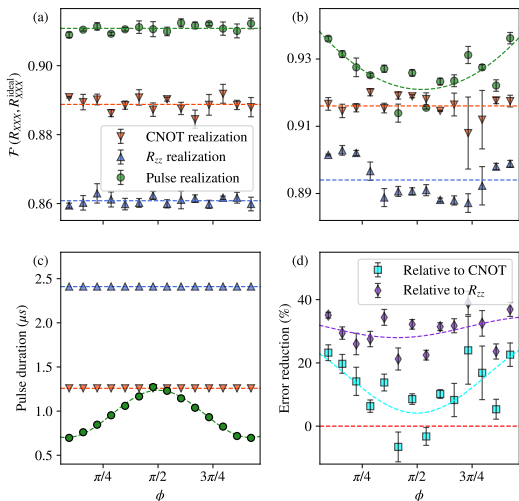 (a)
(b)
0.90
0.88
0.86
F (R_XXX, R_XXX^ideal)
CNOT realization
R_zz realization
Pulse realization
0.93
0.91
0.89
(c)
(d)
2.5
2.0
1.5
1.0
0.5
Pulse duration (μs)
π/4
π/2
3π/4
ϕ
Relative to CNOT
Relative to R_zz
40
20
0
Error reduction (%)
π/4
π/2
3π/4
ϕ